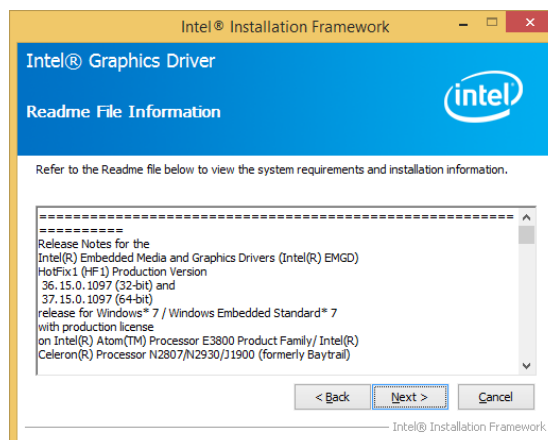 Intel® Installation Framework
Intel® Graphics Driver
Readme File Information
intel
Refer to the Readme file below to view the system requirements and installation information.
=========================================================
==========
Release Notes for the
Intel(R) Embedded Media and Graphics Drivers (Intel(R) EMGD)
HotFix1 (HF1) Production Version
36.15.0.1097 (32-bit) and
37.15.0.1097 (64-bit)
release for Windows* 7 / Windows Embedded Standard* 7
with production license
on Intel(R) Atom(TM) Processor E3800 Product Family/ Intel(R)
Celeron(R) Processor N2807/N2930/J1900 (formerly Baytrail)
< Back
Next >
Cancel
Intel® Installation Framework